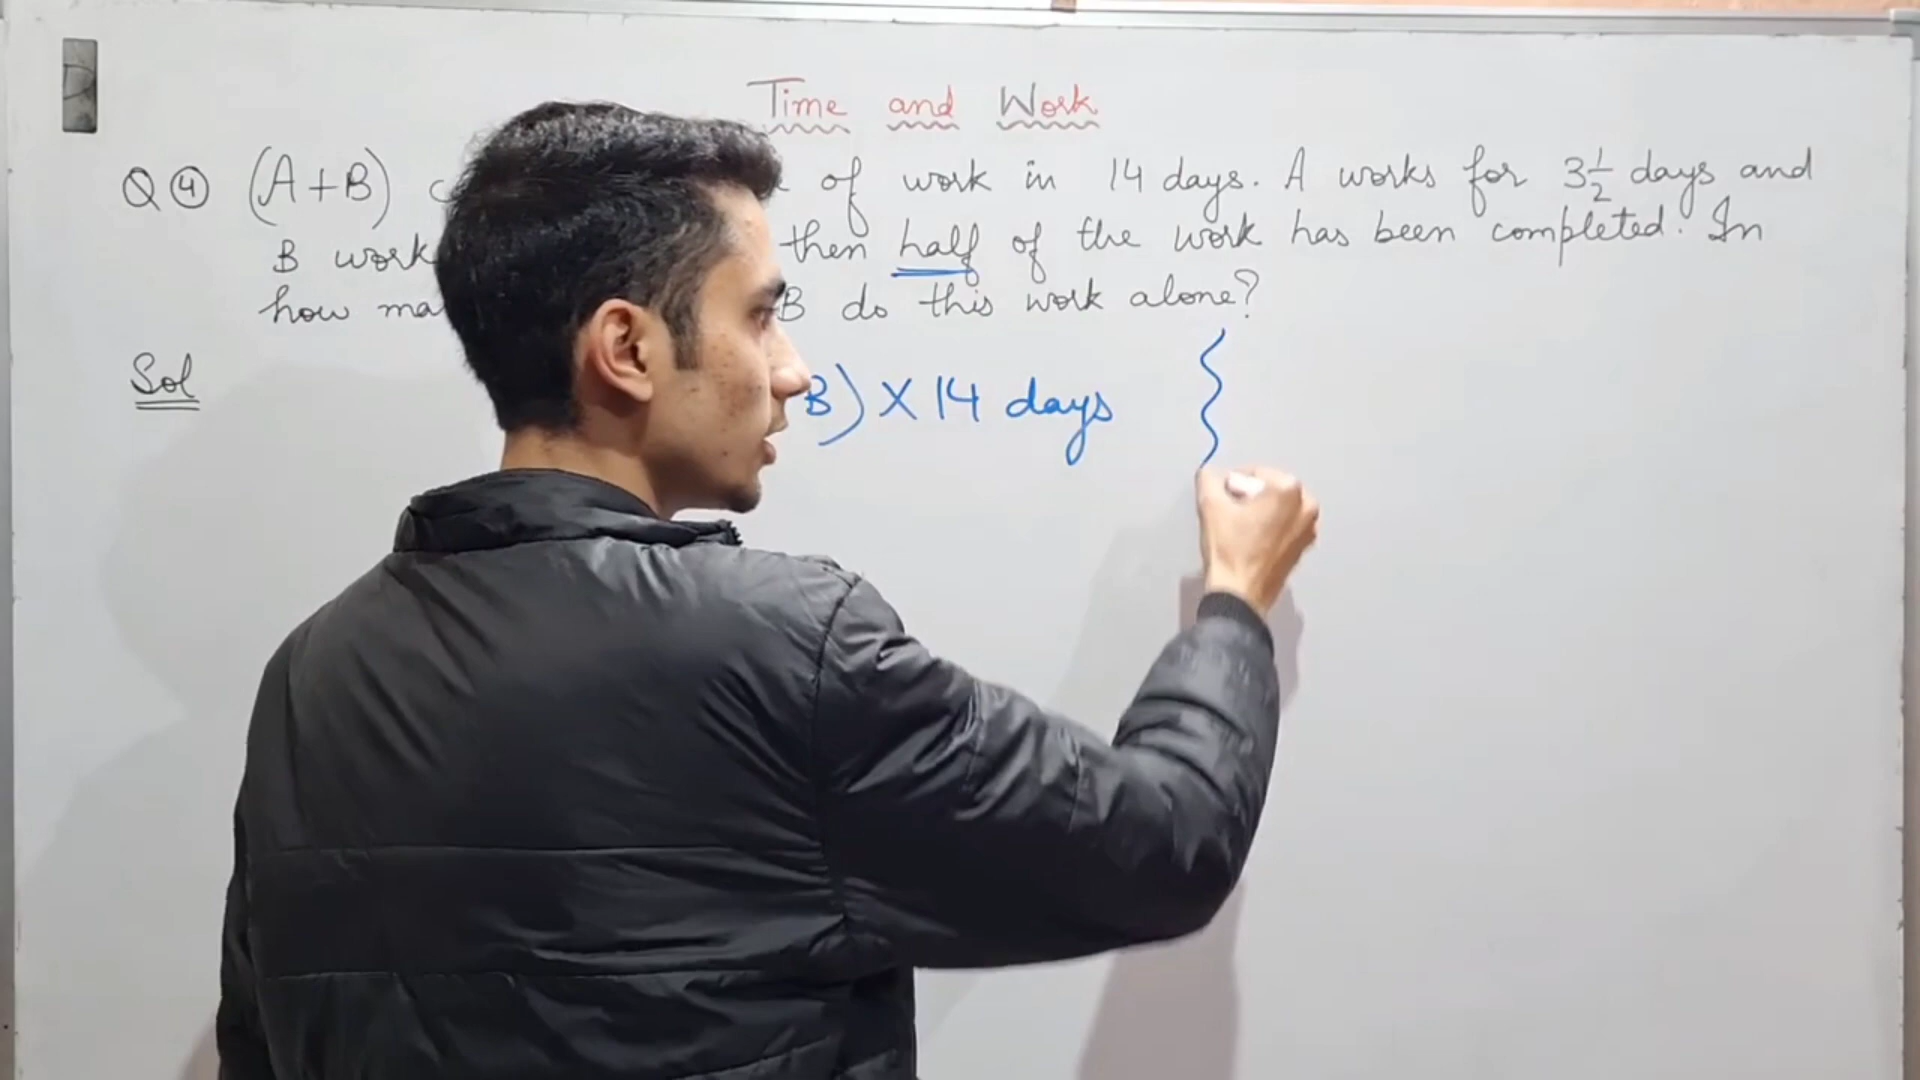 Time and Work
Q④ (A+B) of work in 14 days. A works for 3½ days and
B work then half of the work has been completed. In
how ma B do this work alone?
Sol B) X 14 days